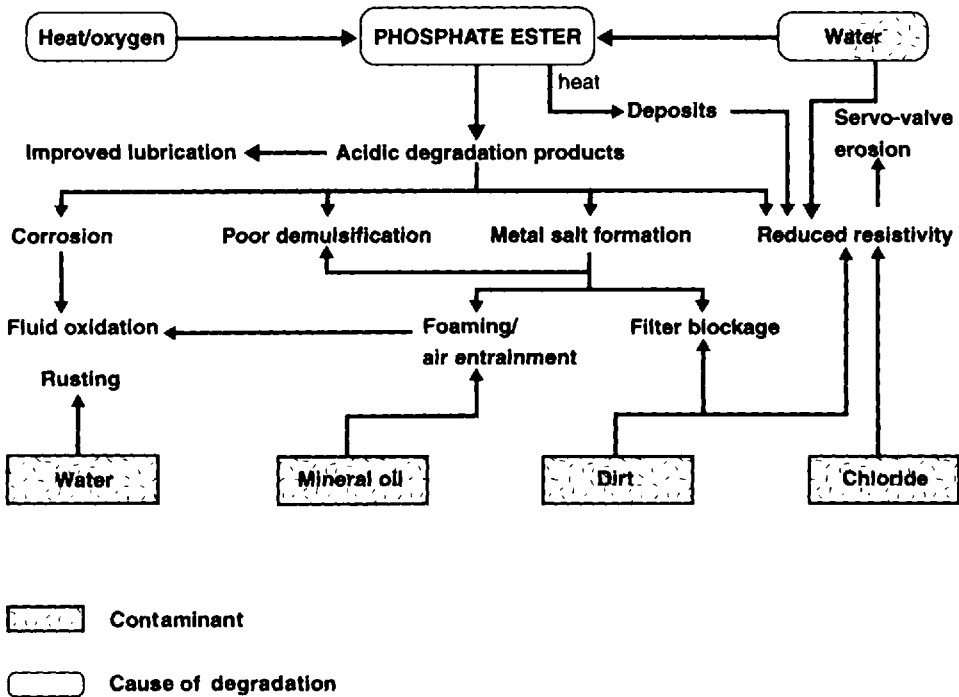 Heat/oxygen
PHOSPHATE ESTER
Water
heat
Deposits
Servo-valve
erosion
Improved lubrication
Acidic degradation products
Corrosion
Poor demulsification
Metal salt formation
Reduced resistivity
Fluid oxidation
Foaming/
air entrainment
Filter blockage
Rusting
Water
Mineral oil
Dirt
Chloride
Contaminant
Cause of degradation